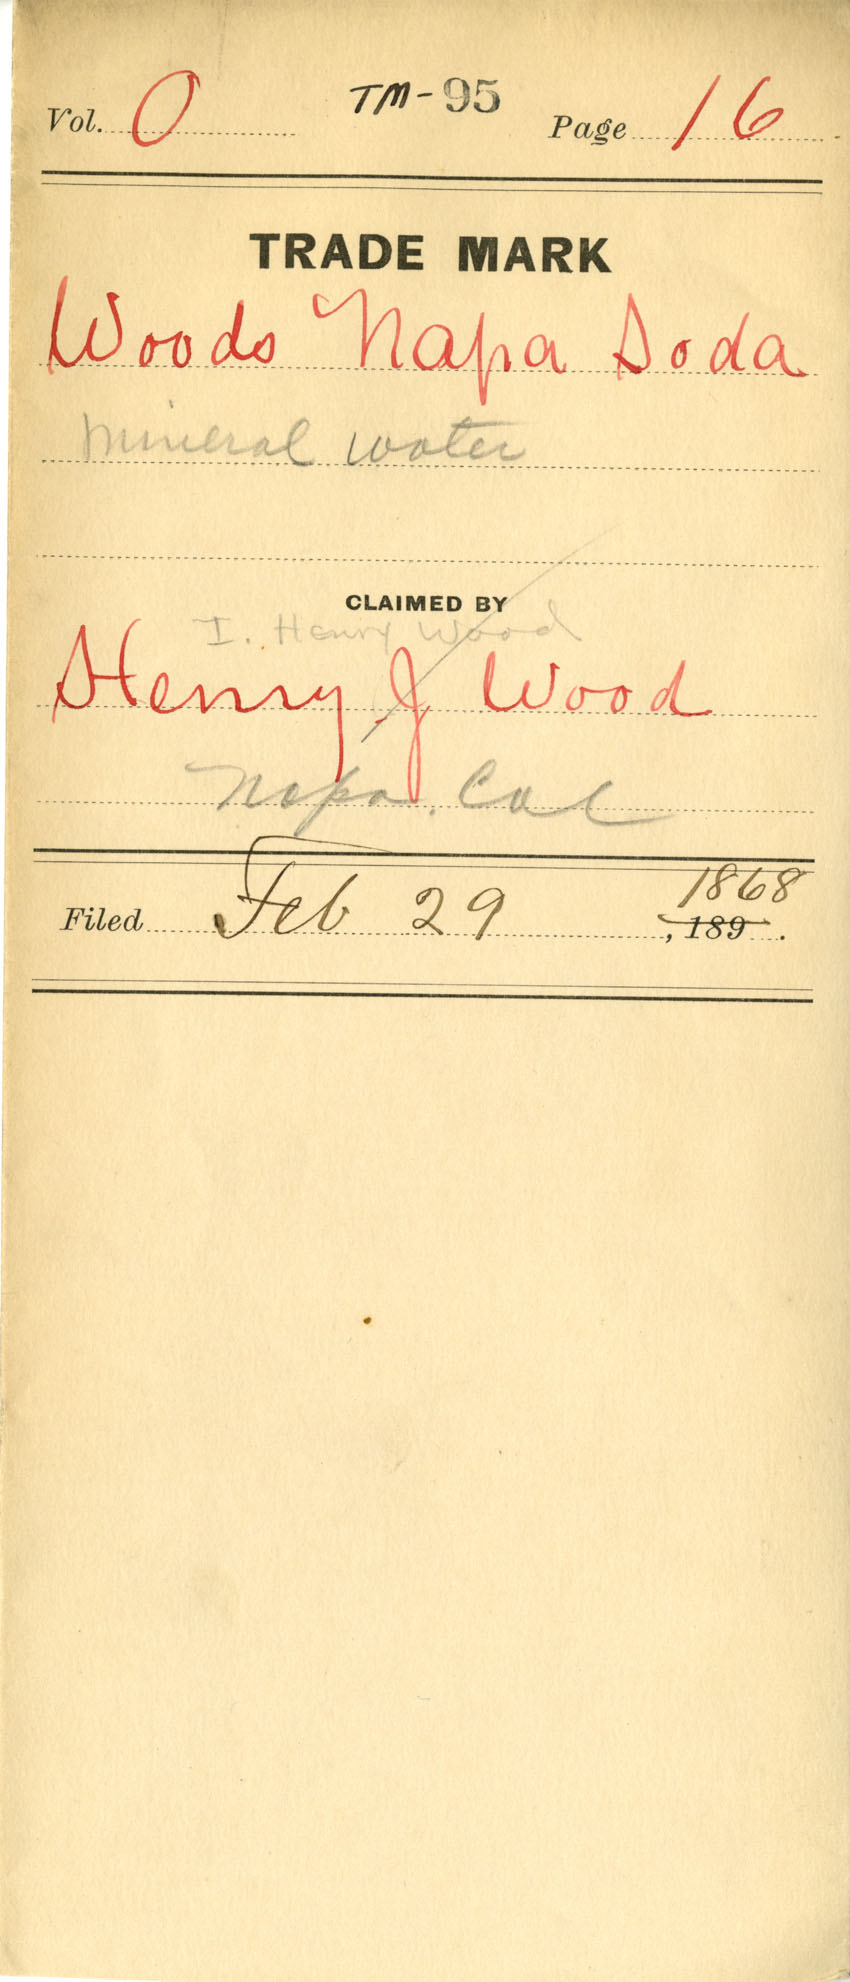 Vol. 0 TM-95 Page 16
TRADE MARK
Woods Napa Soda
Mineral water
CLAIMED BY
I. Henry Wood
Henry J Wood
Napa. Cal
Filed Feb 29 1868
, 189 .